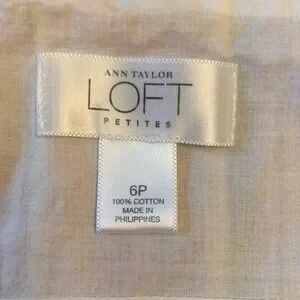 ANN TAYLOR
LOFT
PETITES
6P
100% COTTON
MADE IN
PHILIPPINES